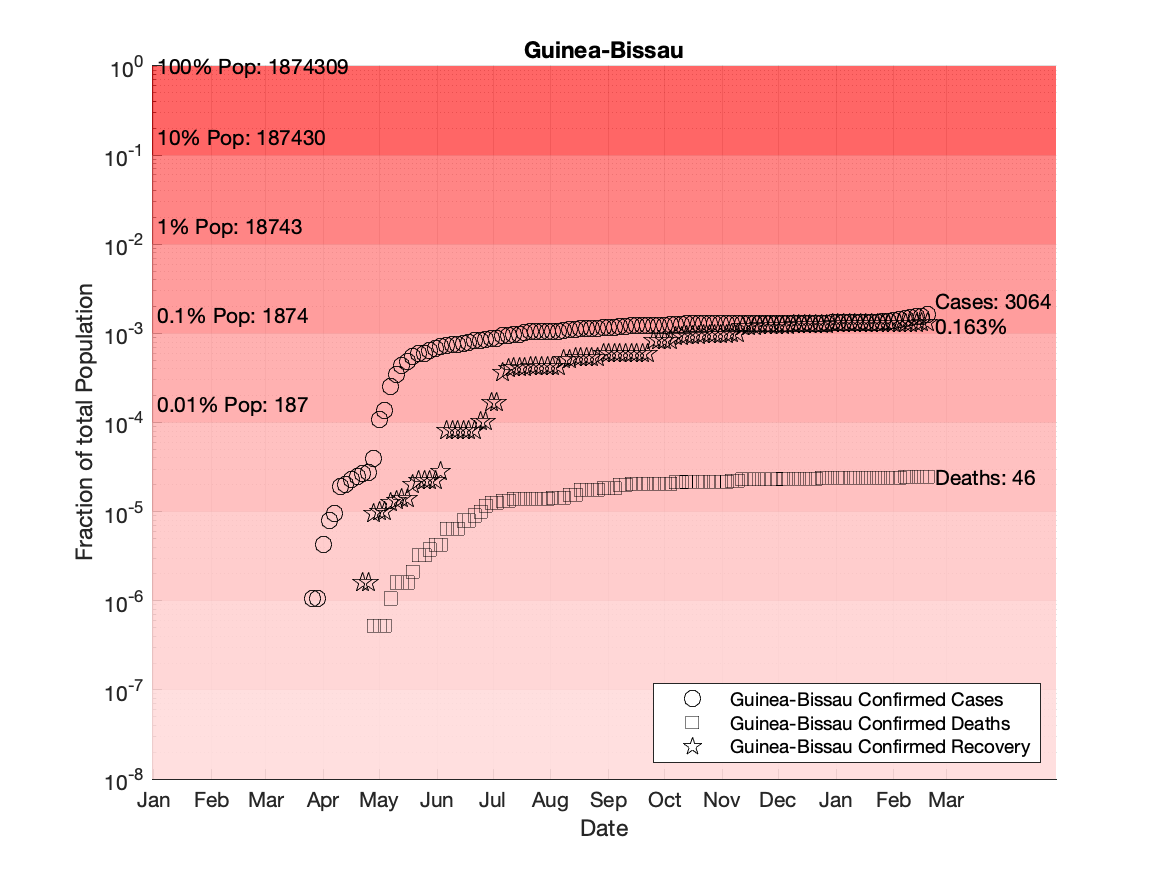 Guinea-Bissau
10^0
100% Pop: 1874309
10% Pop: 187430
10^-1
1% Pop: 18743
10^-2
Cases: 3064
0.1% Pop: 1874
0.163%
10^-3
0.01% Pop: 187
10^-4
Deaths: 46
10^-5
10^-6
10^-7
10^-8
Fraction of total Population
Guinea-Bissau Confirmed Cases
Guinea-Bissau Confirmed Deaths
Guinea-Bissau Confirmed Recovery
Jan Feb Mar Apr May Jun Jul Aug Sep Oct Nov Dec Jan Feb Mar
Date